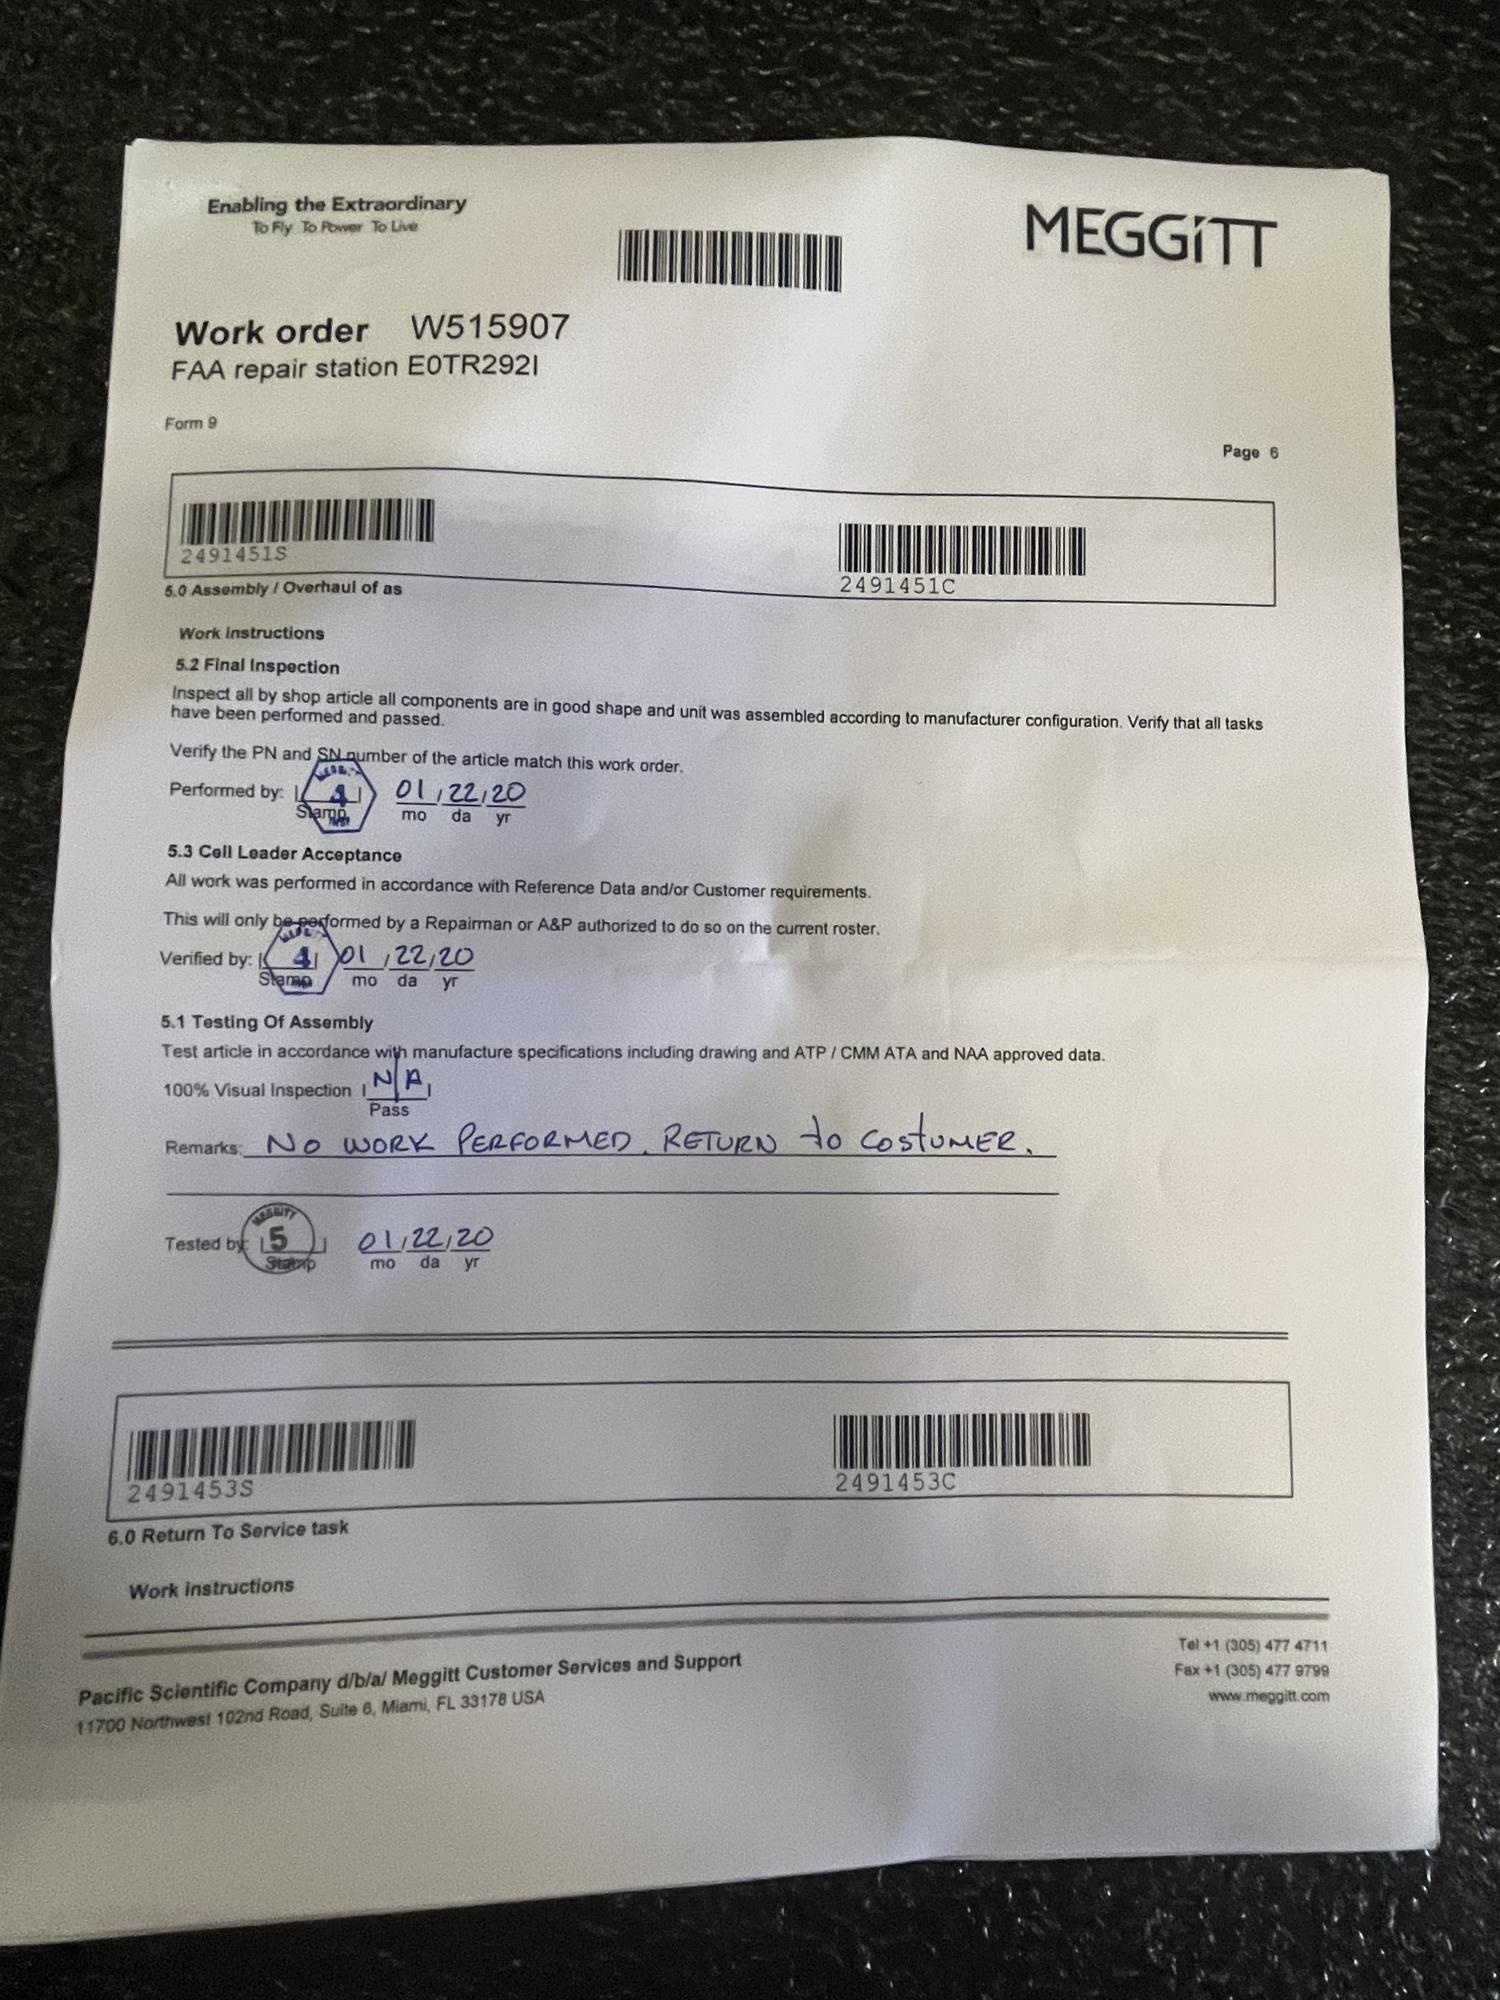 Enabling the Extraordinary
To Fly To Power To Live
MEGGiTT
Work order W515907
FAA repair station E0TR292I
Form 9
Page 6
2491451S
2491451C
5.0 Assembly / Overhaul of as
Work instructions
5.2 Final Inspection
Inspect all by shop article all components are in good shape and unit was assembled according to manufacturer configuration. Verify that all tasks
have been performed and passed.
Verify the PN and SN number of the article match this work order.
Performed by: 4 01 / 22 / 20
Stamp mo da yr
5.3 Cell Leader Acceptance
All work was performed in accordance with Reference Data and/or Customer requirements.
This will only be performed by a Repairman or A&P authorized to do so on the current roster.
Verified by: 4 01 / 22 / 20
Stamp mo da yr
5.1 Testing Of Assembly
Test article in accordance with manufacture specifications including drawing and ATP / CMM ATA and NAA approved data.
100% Visual Inspection N/A
Pass
Remarks: NO WORK PERFORMED. RETURN to COSTUMER.
MEGGITT
Tested by: 5 01 / 22 / 20
Stamp mo da yr
2491453S
2491453C
6.0 Return To Service task
Work instructions
Pacific Scientific Company d/b/a/ Meggitt Customer Services and Support
11700 Northwest 102nd Road, Suite 6, Miami, FL 33178 USA
Tel +1 (305) 477 4711
Fax +1 (305) 477 9799
www.meggitt.com